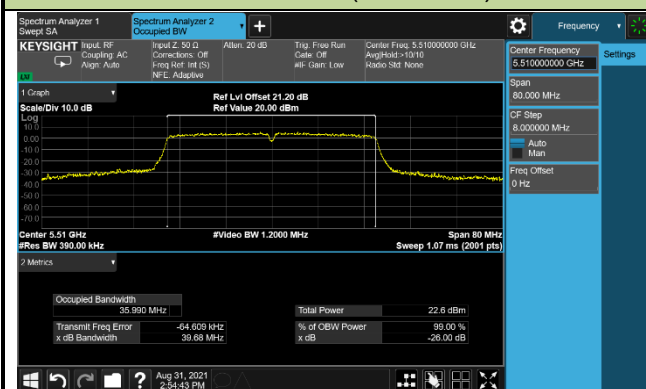 Spectrum Analyzer 1
Swept SA
Spectrum Analyzer 2
Occupied BW
Frequency
KEYSIGHT
Input: RF
Coupling: AC
Align: Auto
Input Z: 50 Ω
Corrections: Off
Freq Ref: Int (S)
NFE: Adaptive
Atten: 20 dB
Trig: Free Run
Gate: Off
#IF Gain: Low
Center Freq: 5.510000000 GHz
Avg|Hold:>10/10
Radio Std: None
Center Frequency
5.510000000 GHz
Settings
Span
80.000 MHz
CF Step
8.000000 MHz
Auto
Man
Freq Offset
0 Hz
1 Graph
Scale/Div 10.0 dB
Ref Lvl Offset 21.20 dB
Ref Value 20.00 dBm
Log
10.0
0.00
-10.0
-20.0
-30.0
-40.0
-50.0
-60.0
-70.0
Center 5.51 GHz
#Res BW 390.00 kHz
#Video BW 1.2000 MHz
Span 80 MHz
Sweep 1.07 ms (2001 pts)
2 Metrics
Occupied Bandwidth
35.990 MHz
Total Power 22.6 dBm
Transmit Freq Error -64.609 kHz
% of OBW Power 99.00 %
x dB Bandwidth 39.68 MHz
x dB -26.00 dB
Aug 31, 2021
2:54:43 PM